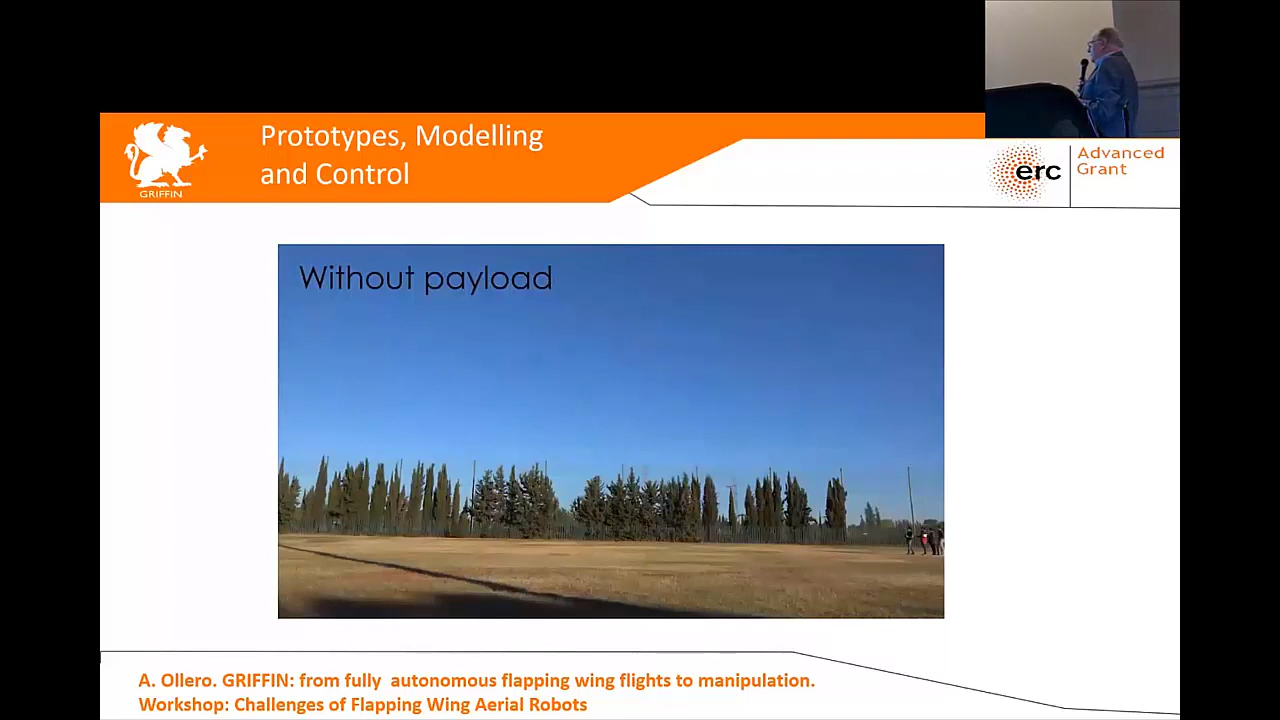 Prototypes, Modelling
and Control
GRIFFIN
erc
Advanced
Grant
Without payload
A. Ollero. GRIFFIN: from fully autonomous flapping wing flights to manipulation.
Workshop: Challenges of Flapping Wing Aerial Robots